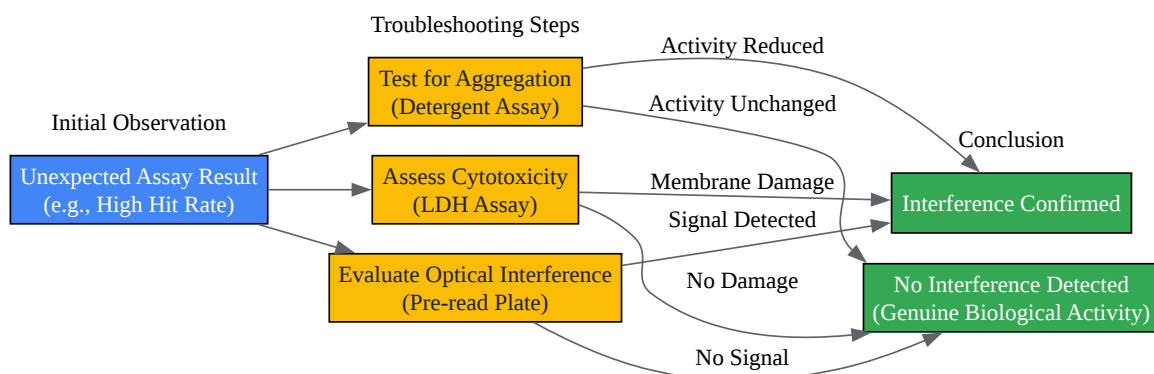 Troubleshooting Steps
Activity Reduced
Test for Aggregation
(Detergent Assay)
Activity Unchanged
Initial Observation
Conclusion
Unexpected Assay Result
(e.g., High Hit Rate)
Assess Cytotoxicity
(LDH Assay)
Membrane Damage
Interference Confirmed
Signal Detected
Evaluate Optical Interference
(Pre-read Plate)
No Damage
No Interference Detected
(Genuine Biological Activity)
No Signal